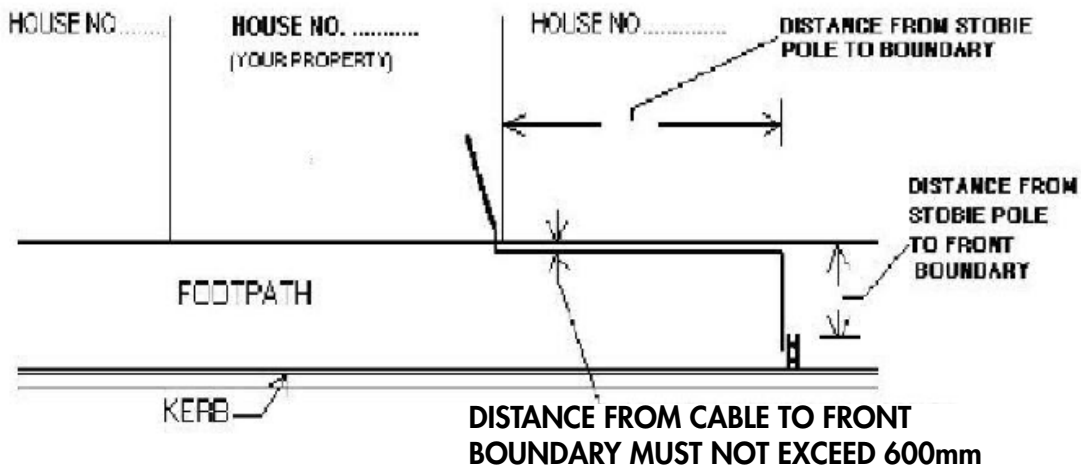 HOUSE NO........
HOUSE NO. ...........
(YOUR PROPERTY)
HOUSE NO..............
DISTANCE FROM STOBIE
POLE TO BOUNDARY
DISTANCE FROM
STOBIE POLE
TO FRONT
BOUNDARY
FOOTPATH
KERB
DISTANCE FROM CABLE TO FRONT
BOUNDARY MUST NOT EXCEED 600mm